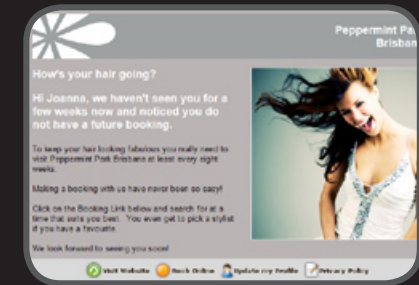 Peppermint Pa
Brisban
How's your hair going?
Hi Joanna, we haven't seen you for a
few weeks now and noticed you do
not have a future booking.
To keep your hair looking fabulous you really need to
visit Peppermint Park Brisbane at least every eight
weeks.
Making a booking with us have never been so easy!
Click on the Booking Link bellow and search for at a
time that suits you best. You even get to pick a stylist
if you have a favourite.
We look forward to seeing you soon!
Visit Website Book Online Update my Profile Privacy Policy